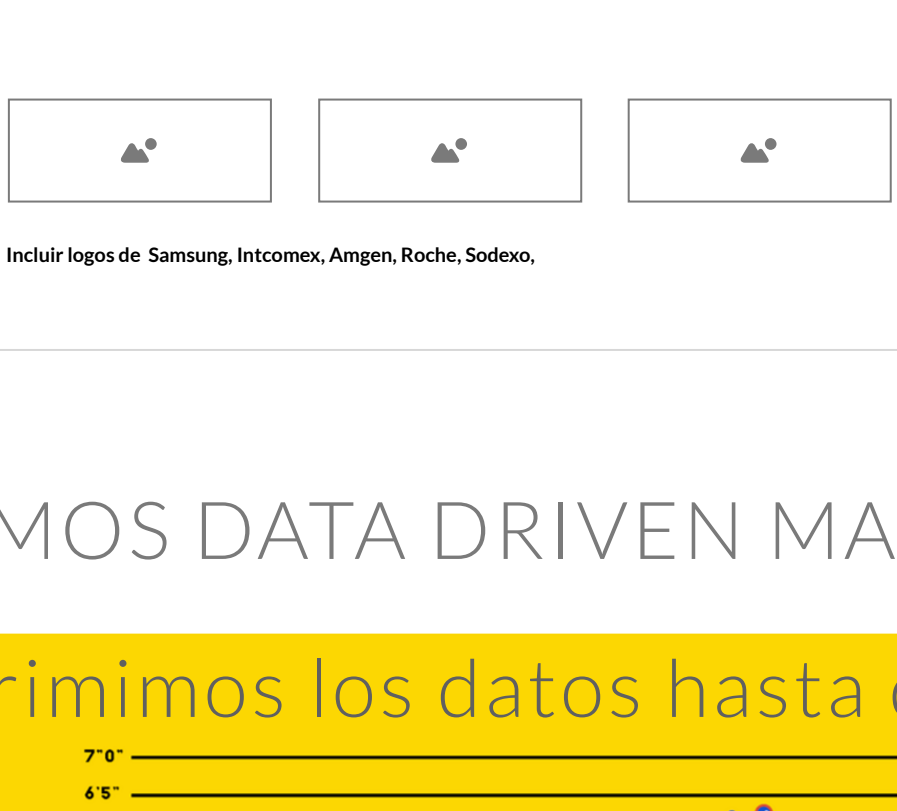 Incluir logos de Samsung, Intcomex, Amgen, Roche, Sodexo,
MOS DATA DRIVEN MA
rimimos los datos hasta
7"0"
6'5"